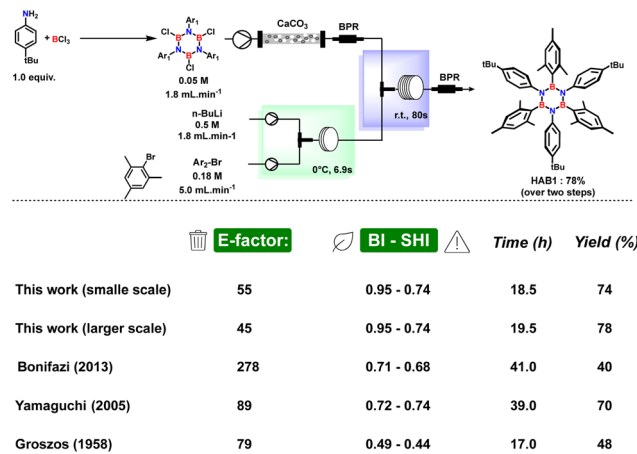 NH2
+ BCl3
tBu
1.0 equiv.
Ar1
Cl
B
N
Cl
B
N
Ar1
B
N
Ar1
Cl
0.05 M
1.8 mL.min-1
CaCO3
BPR
n-BuLi
0.5 M
1.8 mL.min-1
Br
Ar2-Br
0.18 M
5.0 mL.min-1
0°C, 6.9s
r.t., 80s
BPR
tBu
tBu
B
N
N
B
B
N
tBu
HAB1 : 78%
(over two steps)
E-factor: BI - SHI Time (h) Yield (%)
This work (smalle scale) 55 0.95 - 0.74 18.5 74
This work (larger scale) 45 0.95 - 0.74 19.5 78
Bonifazi (2013) 278 0.71 - 0.68 41.0 40
Yamaguchi (2005) 89 0.72 - 0.74 39.0 70
Groszos (1958) 79 0.49 - 0.44 17.0 48